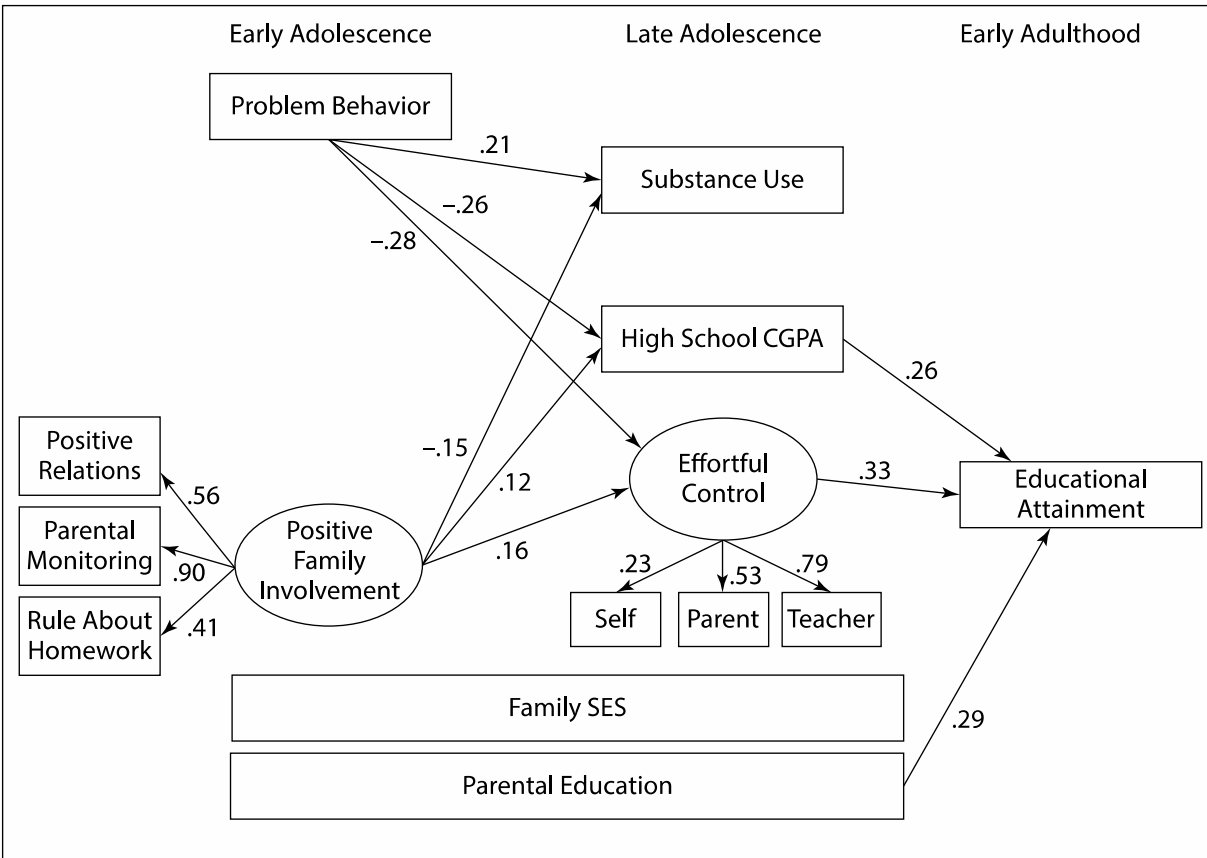 Early Adolescence
Late Adolescence
Early Adulthood
Problem Behavior
.21
Substance Use
–.26
–.28
High School CGPA
.26
Positive
Relations
–.15
Effortful
Control
.33
Educational
Attainment
.56
.12
Parental
Monitoring
.90
Positive
Family
Involvement
.16
.23
.53
.79
Rule About
Homework
.41
Self
Parent
Teacher
Family SES
.29
Parental Education